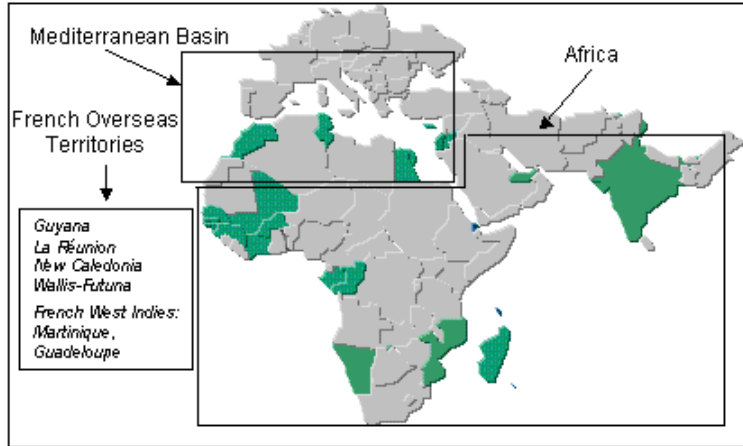 Mediterranean Basin
Africa
French Overseas
Territories
Guyana
La Réunion
New Caledonia
Wallis-Futuna
French West Indies:
Martinique,
Guadeloupe